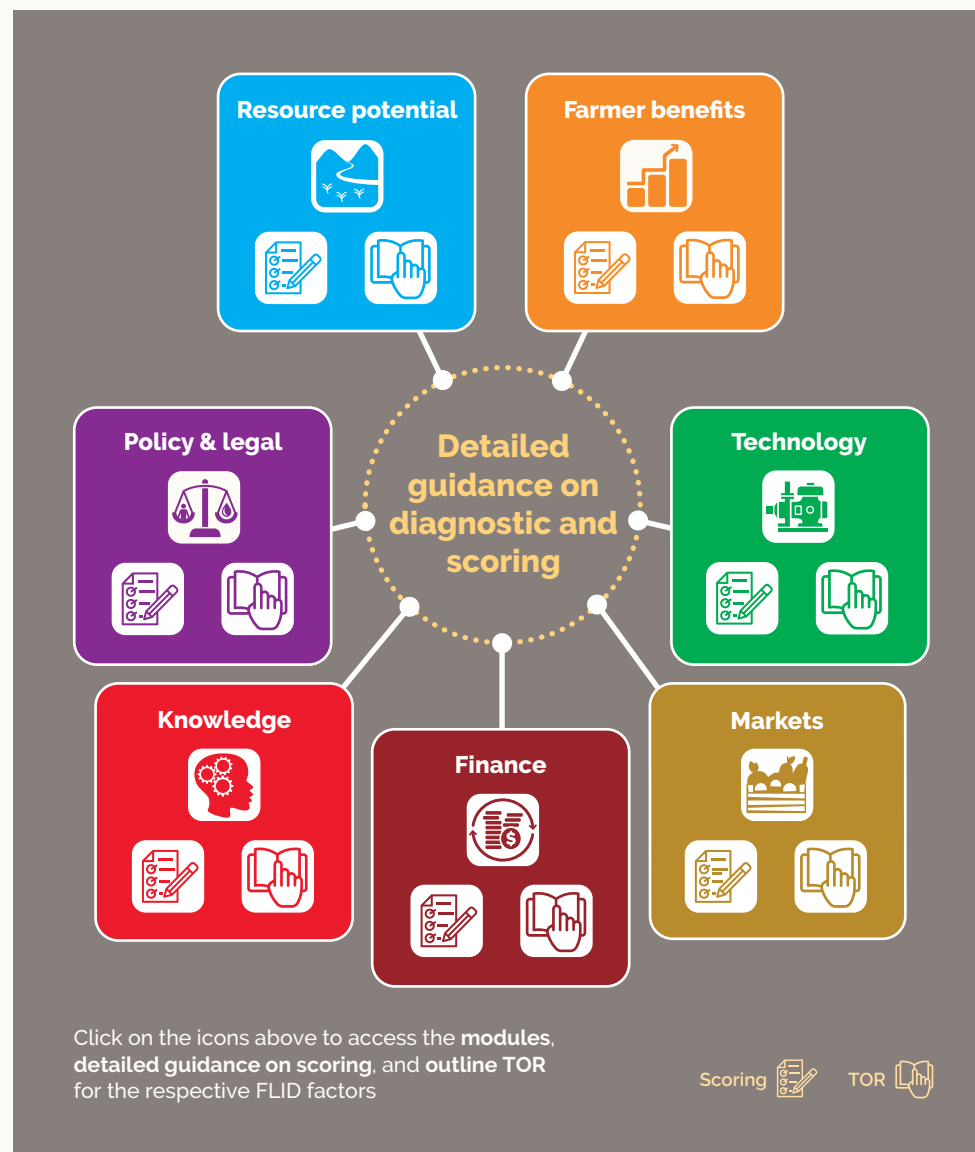 Resource potential
Farmer benefits
Policy & legal
Detailed
guidance on
diagnostic and
scoring
Technology
Knowledge
Finance
Markets
Click on the icons above to access the modules,
detailed guidance on scoring, and outline TOR
for the respective FLID factors
Scoring
TOR